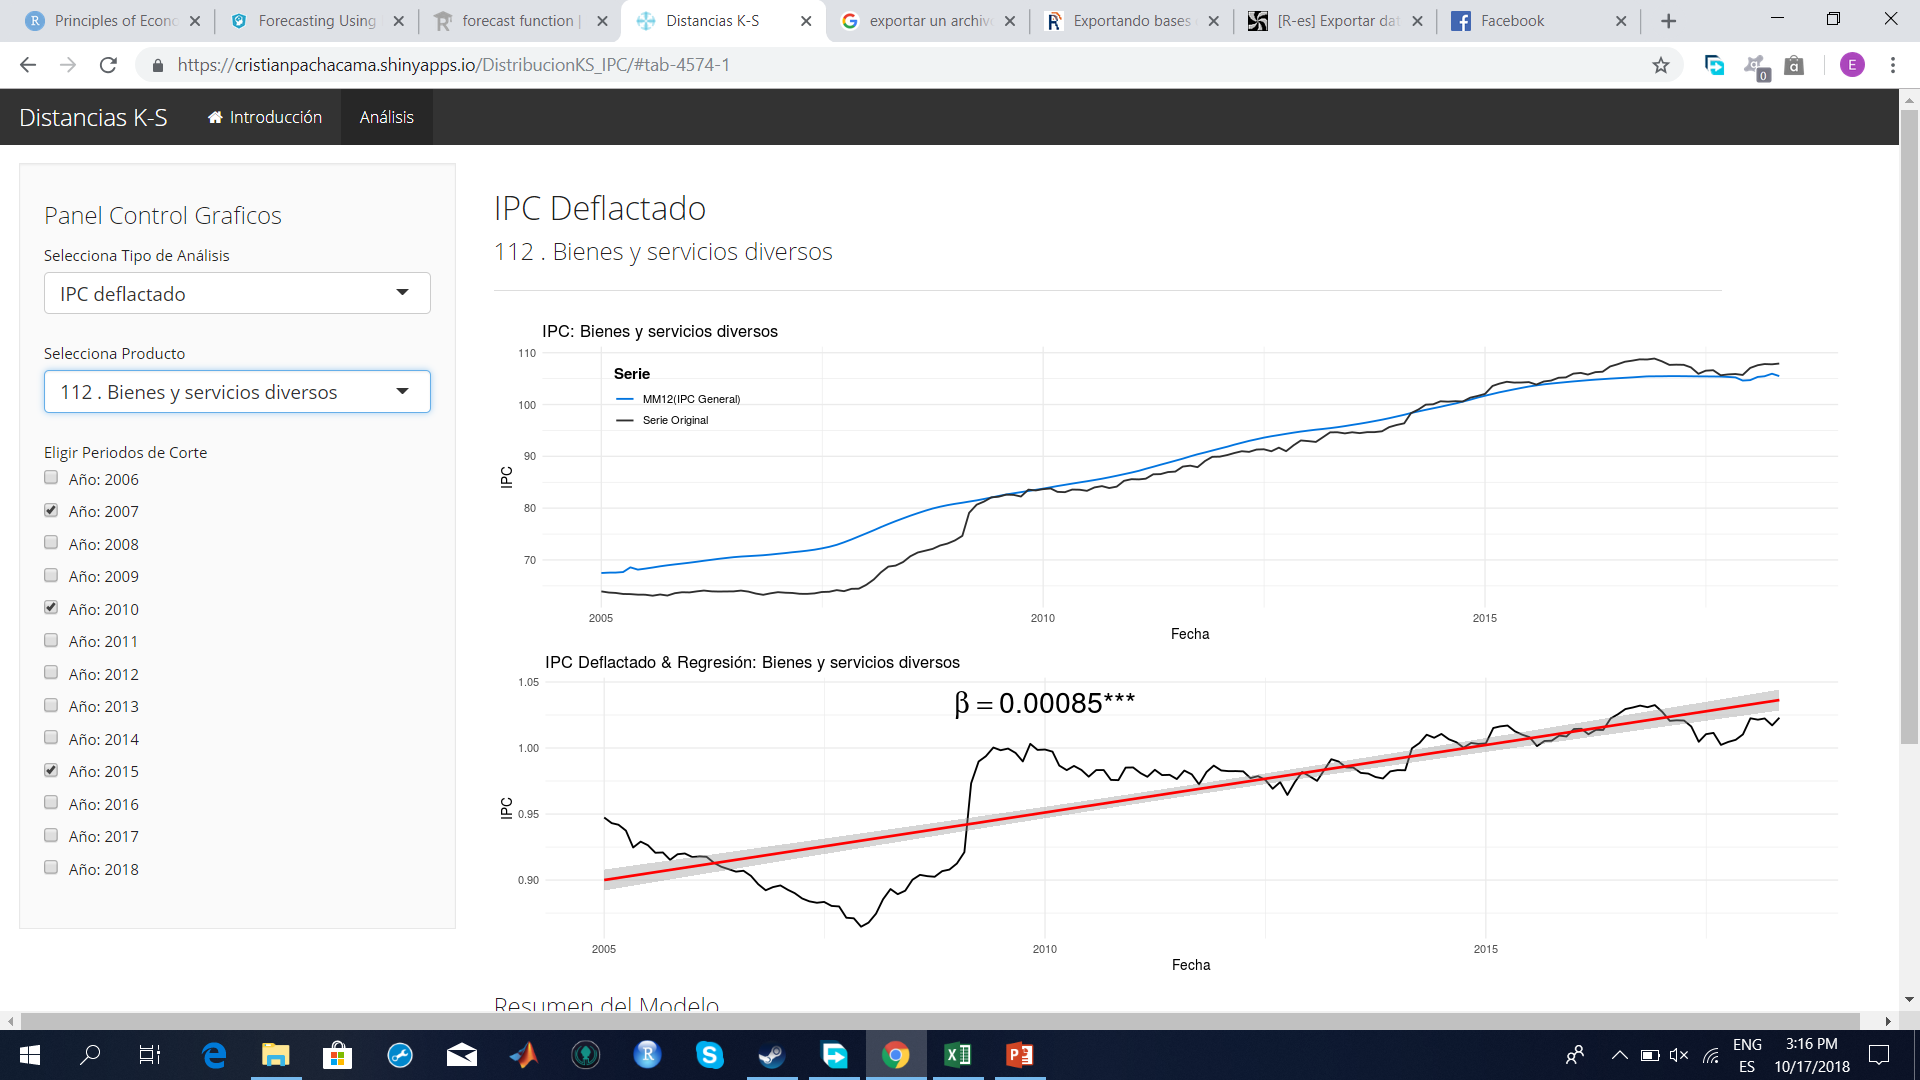 Principles of Econo
Forecasting Using
forecast function |
Distancias K-S
exportar un archivo
Exportando bases
[R-es] Exportar dat
Facebook
https://cristianpachacama.shinyapps.io/DistribucionKS_IPC/#tab-4574-1
0
E
Distancias K-S
Introducción
Análisis
Panel Control Graficos
Selecciona Tipo de Análisis
IPC deflactado
Selecciona Producto
112 . Bienes y servicios diversos
Eligir Periodos de Corte
Año: 2006
Año: 2007
Año: 2008
Año: 2009
Año: 2010
Año: 2011
Año: 2012
Año: 2013
Año: 2014
Año: 2015
Año: 2016
Año: 2017
Año: 2018
IPC Deflactado
112 . Bienes y servicios diversos
IPC: Bienes y servicios diversos
110
100
90
80
70
IPC
Serie
MM12(IPC General)
Serie Original
2005
2010
2015
Fecha
IPC Deflactado & Regresión: Bienes y servicios diversos
β = 0.00085***
1.05
1.00
0.95
0.90
IPC
2005
2010
2015
Fecha
Resumen del Modelo
ENG
ES
3:16 PM
10/17/2018